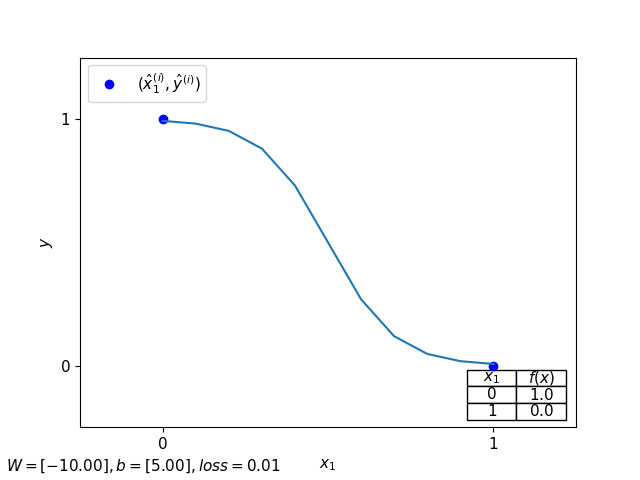 (x̂₁⁽ⁱ⁾, ŷ⁽ⁱ⁾)
1
y
0
x₁ f(x)
0 1.0
1 0.0
0 1
W = [−10.00], b = [5.00], loss = 0.01 x₁